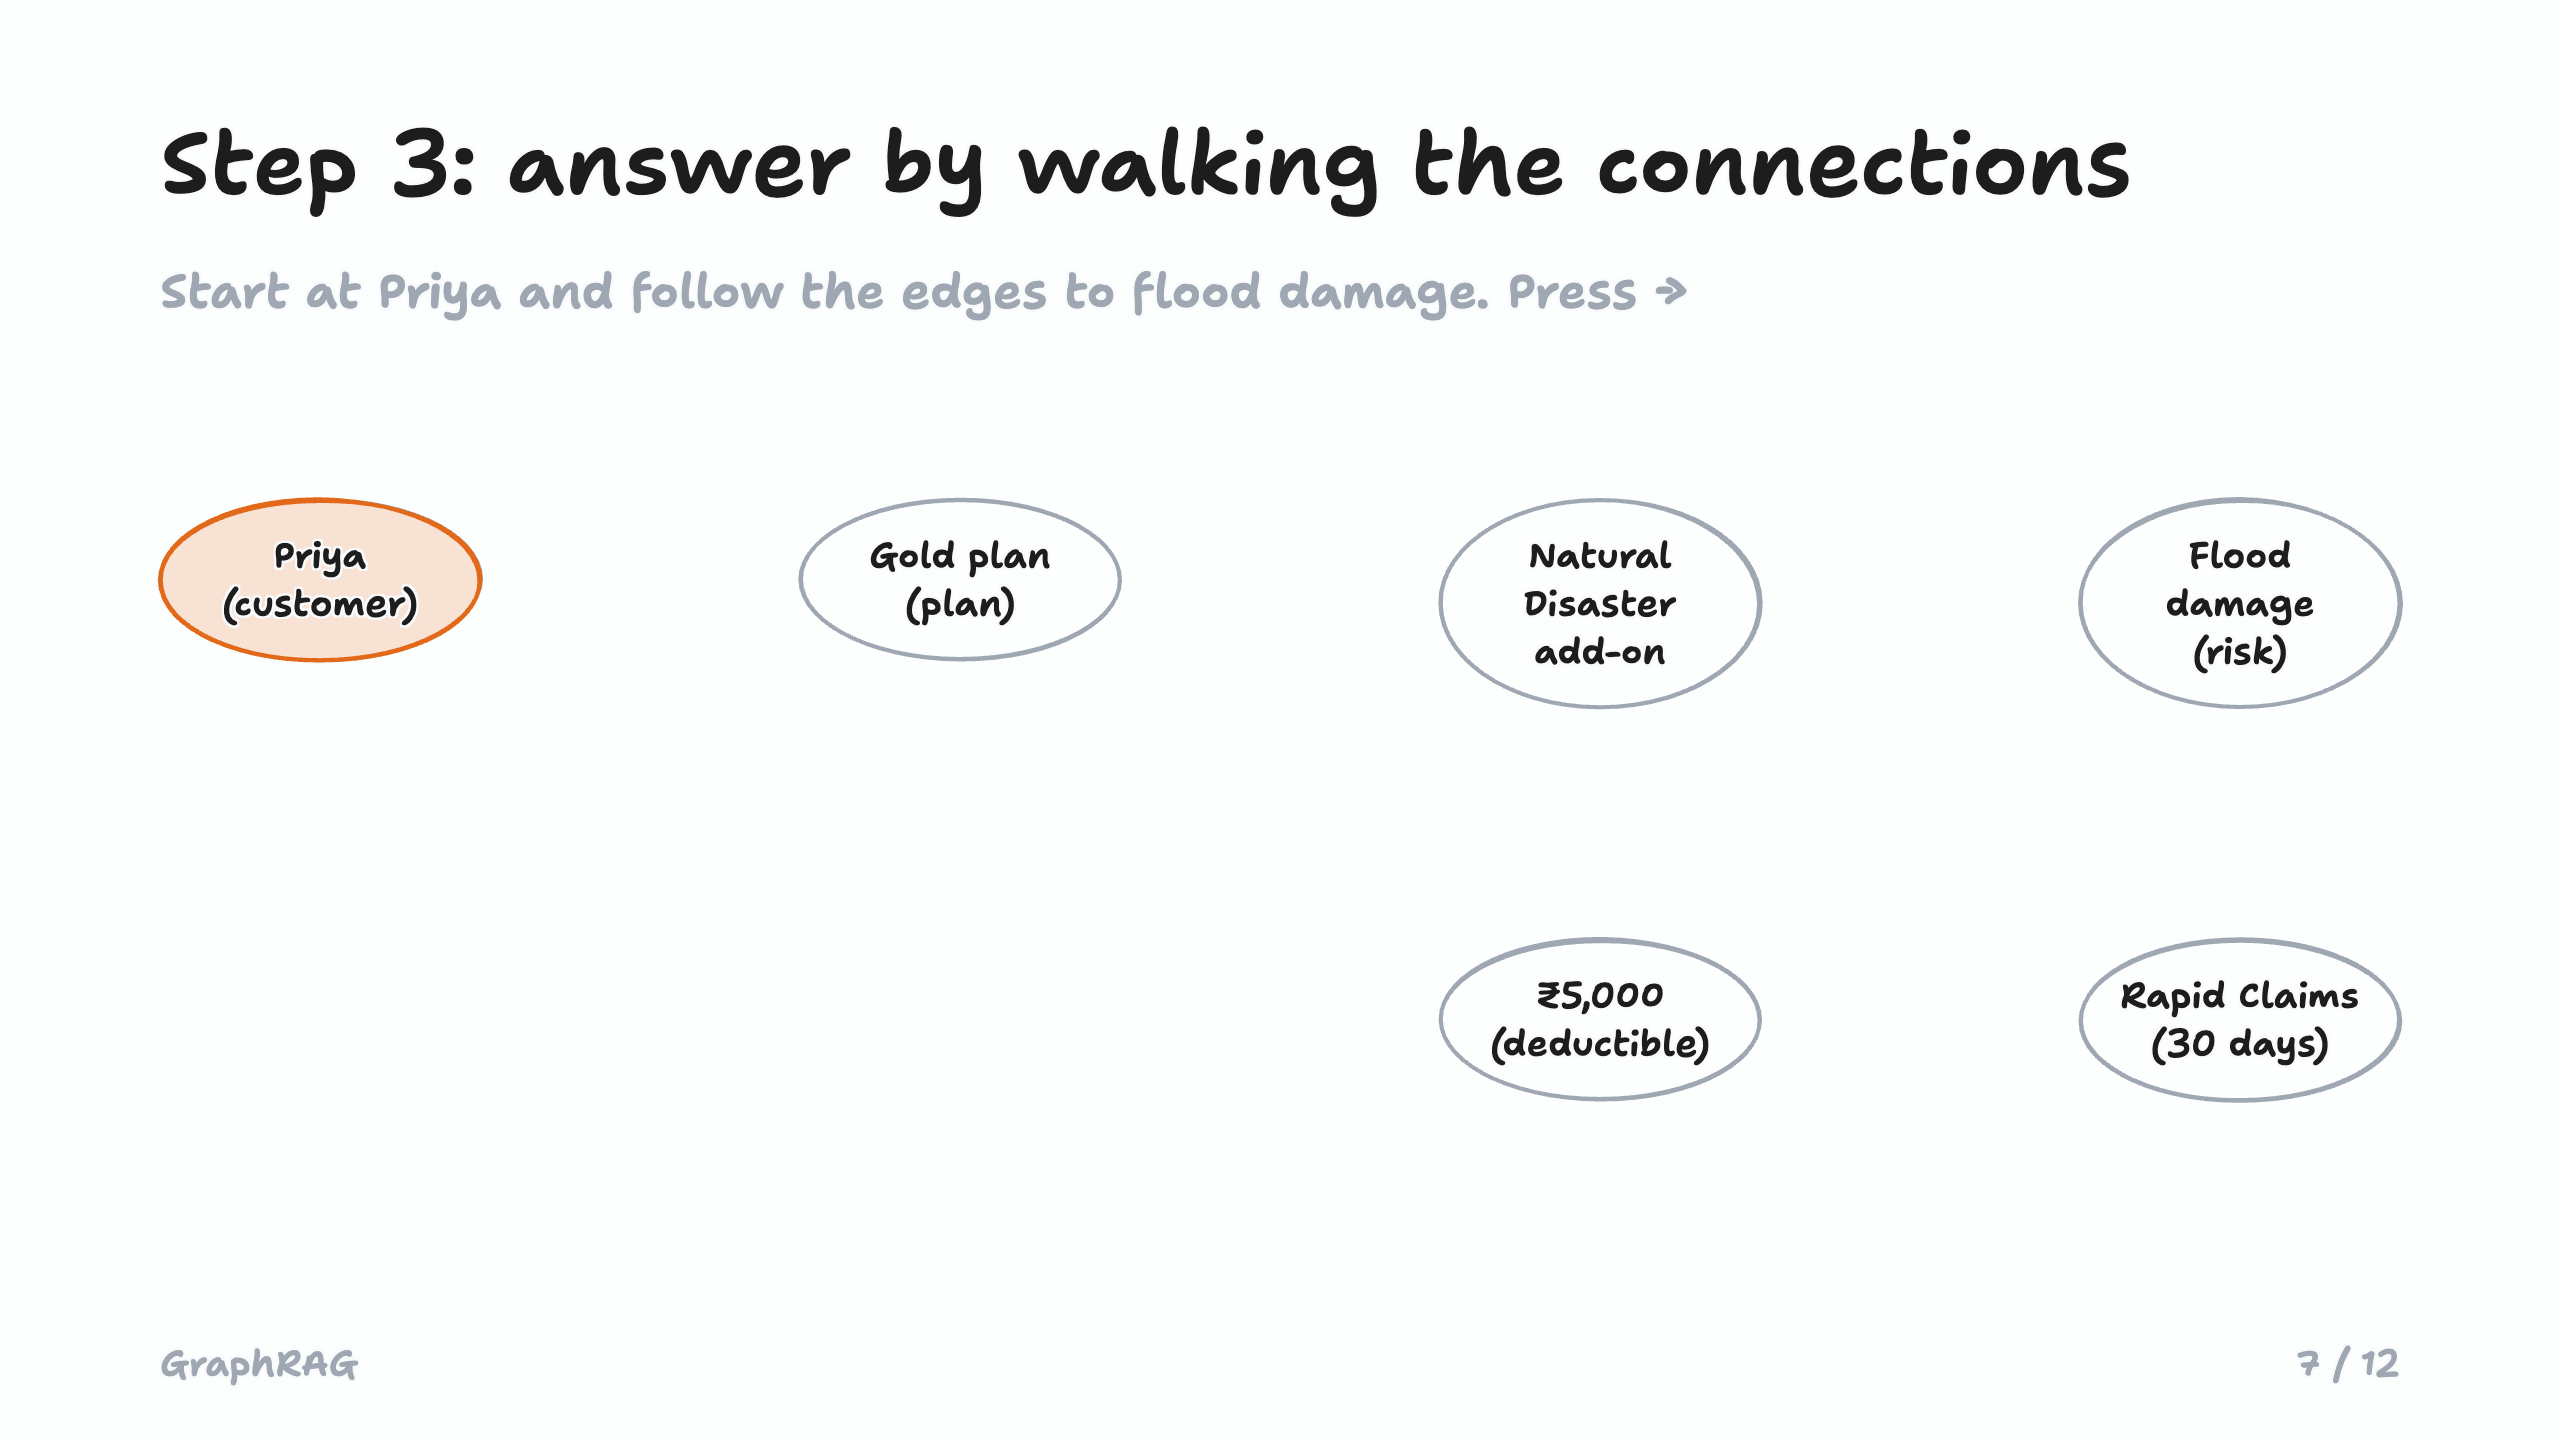 Step 3: answer by walking the connections
Start at Priya and follow the edges to flood damage. Press →
Priya
(customer)
Gold plan
(plan)
Natural
Disaster
add-on
Flood
damage
(risk)
₹5,000
(deductible)
Rapid Claims
(30 days)
GraphRAG
7 / 12